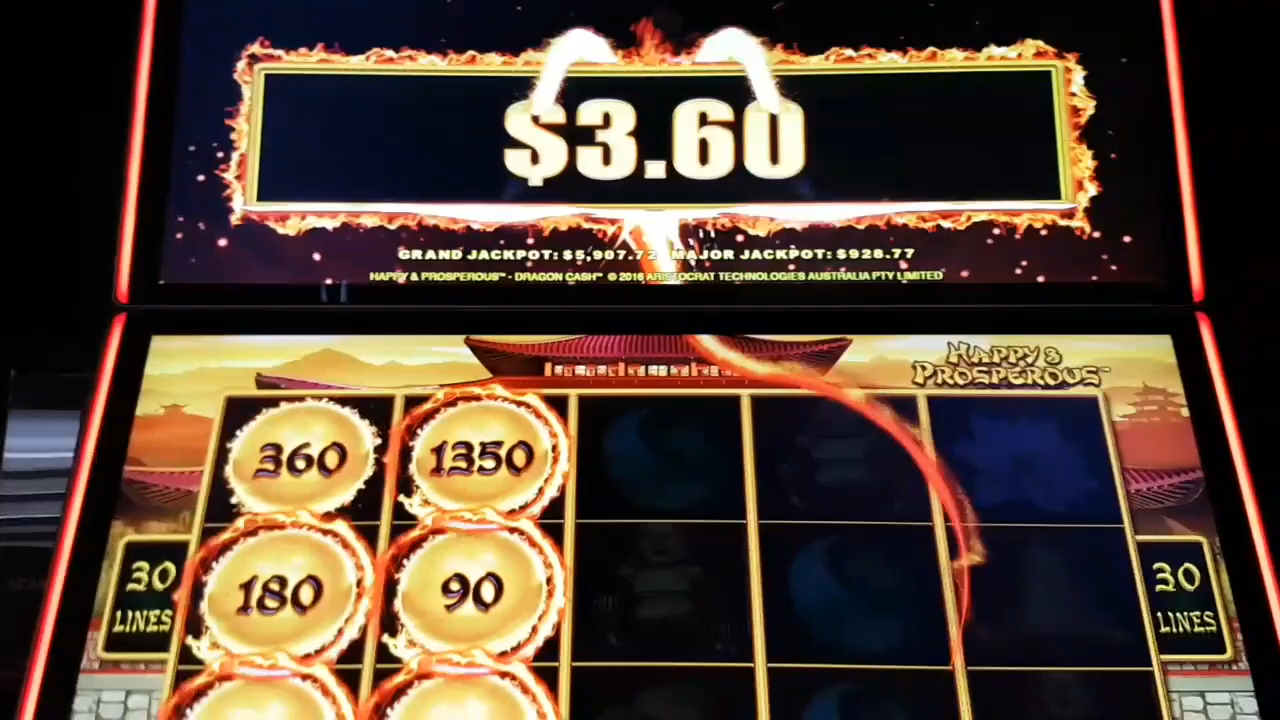 $3.60
GRAND JACKPOT: $5,907.72 MAJOR JACKPOT: $928.77
HAPPY & PROSPEROUS™ - DRAGON CASH™ © 2016 ARISTOCRAT TECHNOLOGIES AUSTRALIA PTY LIMITED
HAPPY &
PROSPEROUS™
360 1350
180 90
30
LINES
30
LINES